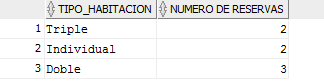 TIPO_HABITACION NUMERO DE RESERVAS
1 Triple 2
2 Individual 2
3 Doble 3